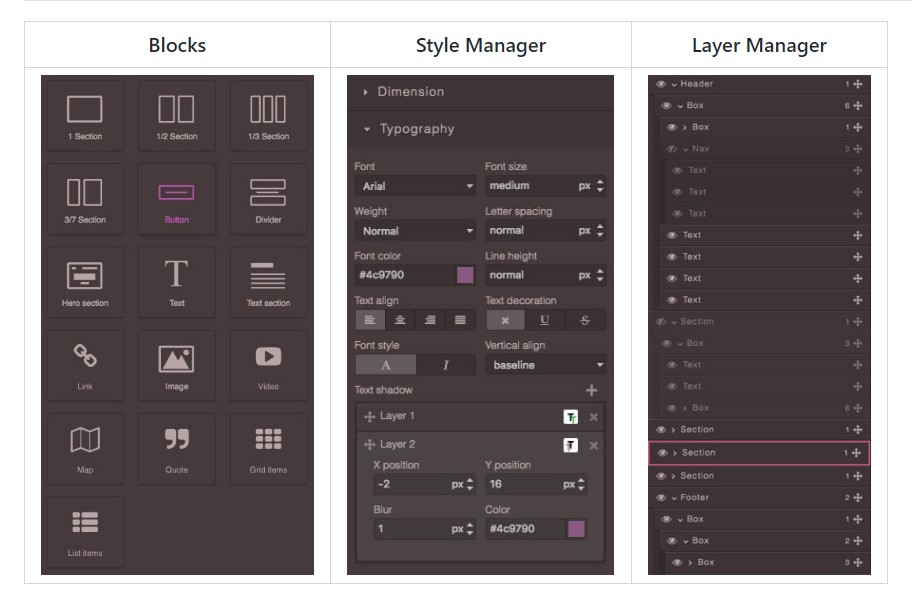 Blocks
Style Manager
Layer Manager
1 Section
1/2 Section
1/3 Section
3/7 Section
Button
Divider
Hero section
Text
Text section
Link
Image
Video
Map
Quote
Grid items
List items
Dimension
Typography
Font
Font size
Arial
medium px
Weight
Letter spacing
Normal
normal px
Font color
Line height
#4c9790
normal px
Text align
Text decoration
U S
Font style
Vertical align
A I
baseline
Text shadow
Layer 1 T
Layer 2 T
X position
Y position
-2 px
16 px
Blur
Color
1 px
#4c9790
Header 1
Box 6
Box 1
Nav 3
Text
Text
Text
Text
Text
Text
Text
Section 1
Box 3
Text
Text
Box 6
Section 1
Section 1
Section 1
Footer 2
Box 1
Box 2
Box 3